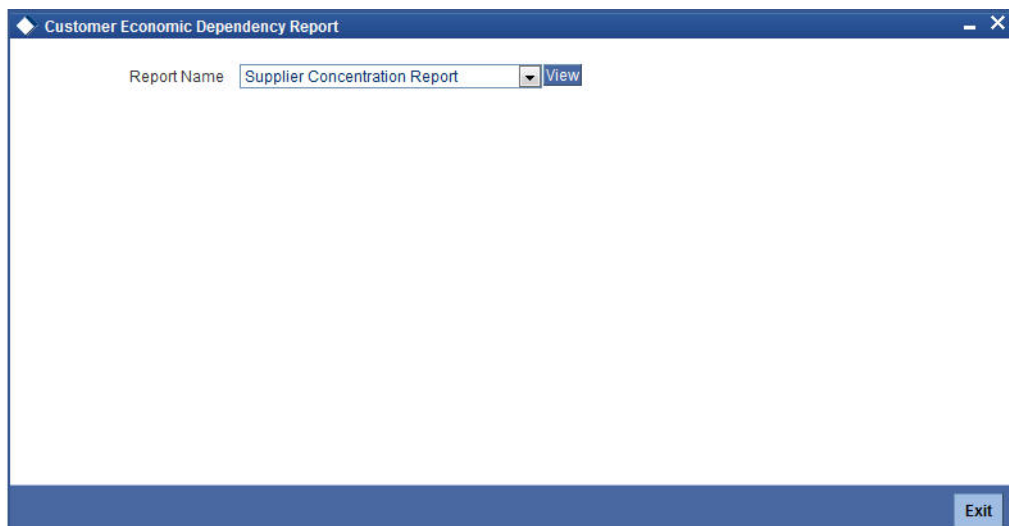 Customer Economic Dependency Report
Report Name Supplier Concentration Report View
Exit